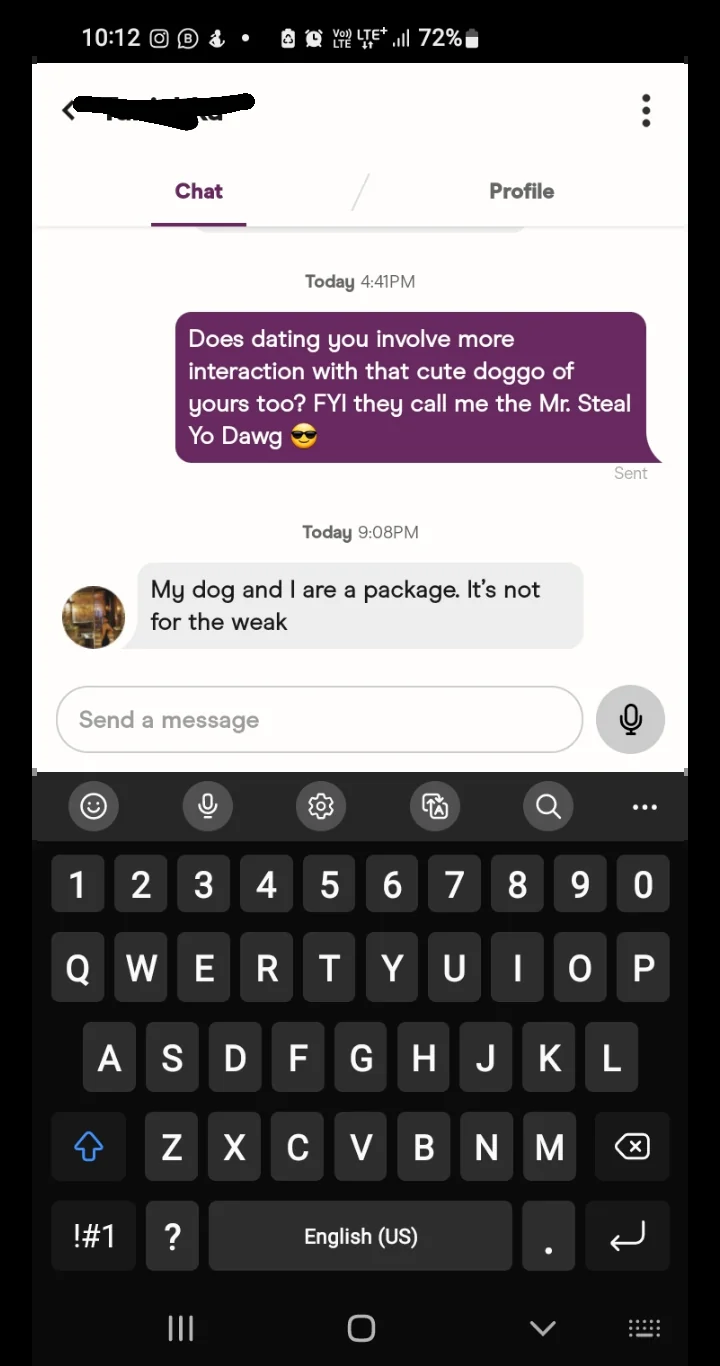 10:12 VoLTE LTE+ 72%
Chat
Profile
Today 4:41PM
Does dating you involve more
interaction with that cute doggo of
yours too? FYI they call me the Mr. Steal
Yo Dawg 😎
Sent
Today 9:08PM
My dog and I are a package. It's not
for the weak
Send a message
1 2 3 4 5 6 7 8 9 0
Q W E R T Y U I O P
A S D F G H J K L
Z X C V B N M
!#1 ? English (US) .